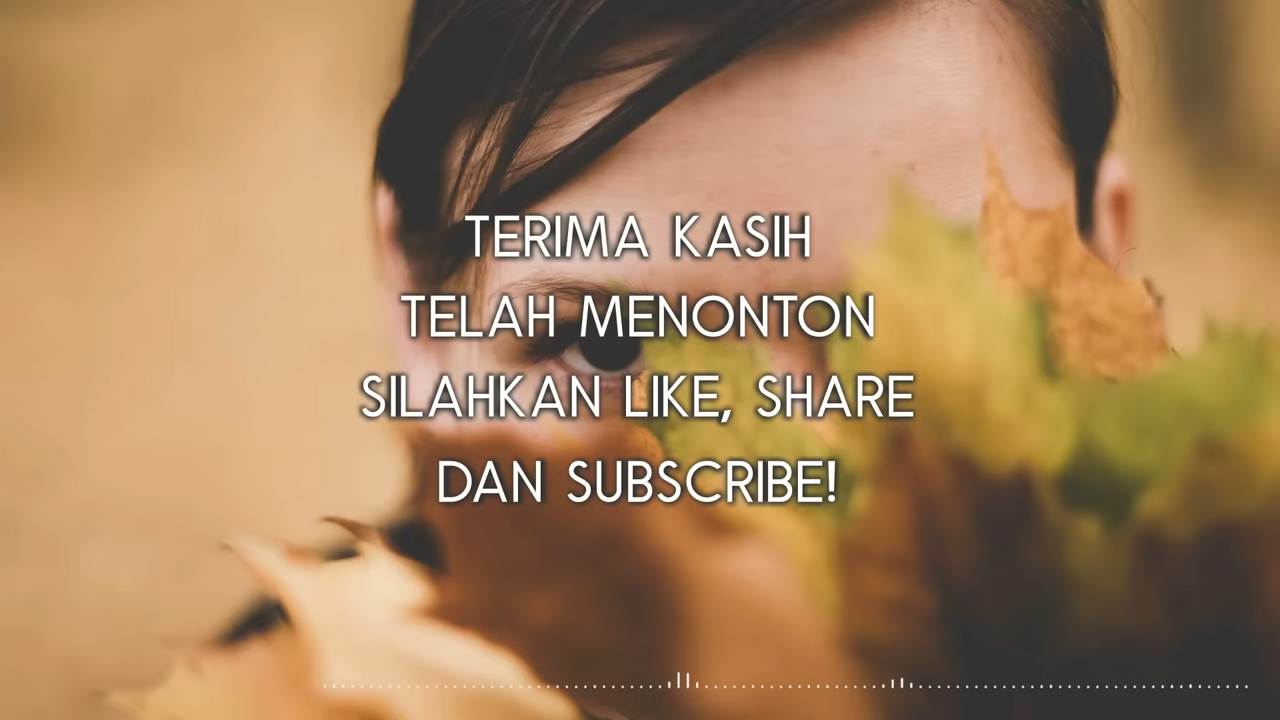 TERIMA KASIH
TELAH MENONTON
SILAHKAN LIKE, SHARE
DAN SUBSCRIBE!